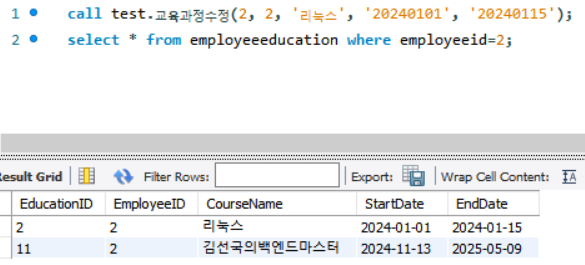 1 call test.교육과정수정(2, 2, '리눅스', '20240101', '20240115');
2 select * from employeeeducation where employeeid=2;
Result Grid Filter Rows: Export: Wrap Cell Content: IA
EducationID EmployeeID CourseName StartDate EndDate
2 2 리눅스 2024-01-01 2024-01-15
11 2 김선국의백엔드마스터 2024-11-13 2025-05-09